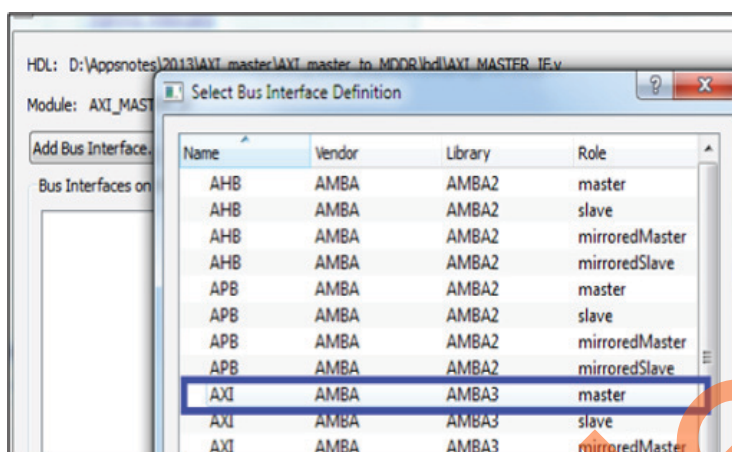 HDL: D:\Appsnotes\2013\AXI_master\AXI_master_to_MDDR\hdl\AXI_MASTER_IF.v
Select Bus Interface Definition
Module: AXI_MAST
Add Bus Interface.
Name Vendor Library Role
Bus Interfaces on
AHB AMBA AMBA2 master
AHB AMBA AMBA2 slave
AHB AMBA AMBA2 mirroredMaster
AHB AMBA AMBA2 mirroredSlave
APB AMBA AMBA2 master
APB AMBA AMBA2 slave
APB AMBA AMBA2 mirroredMaster
APB AMBA AMBA2 mirroredSlave
AXI AMBA AMBA3 master
AXI AMBA AMBA3 slave
AXI AMBA AMBA3 mirroredMaster